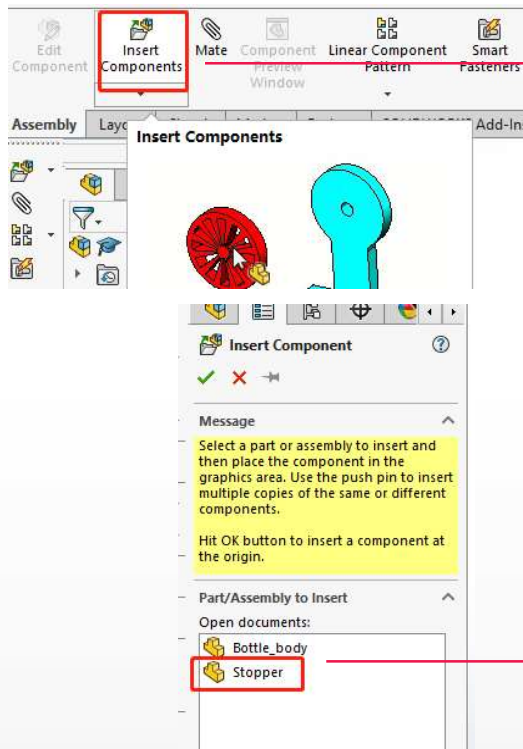 Edit Component
Insert Components
Mate
Component Preview Window
Linear Component Pattern
Smart Fasteners
Assembly
Add-In
Insert Components
Insert Component
Message
Select a part or assembly to insert and
then place the component in the
graphics area. Use the push pin to insert
multiple copies of the same or different
components.
Hit OK button to insert a component at
the origin.
Part/Assembly to Insert
Open documents:
Bottle_body
Stopper